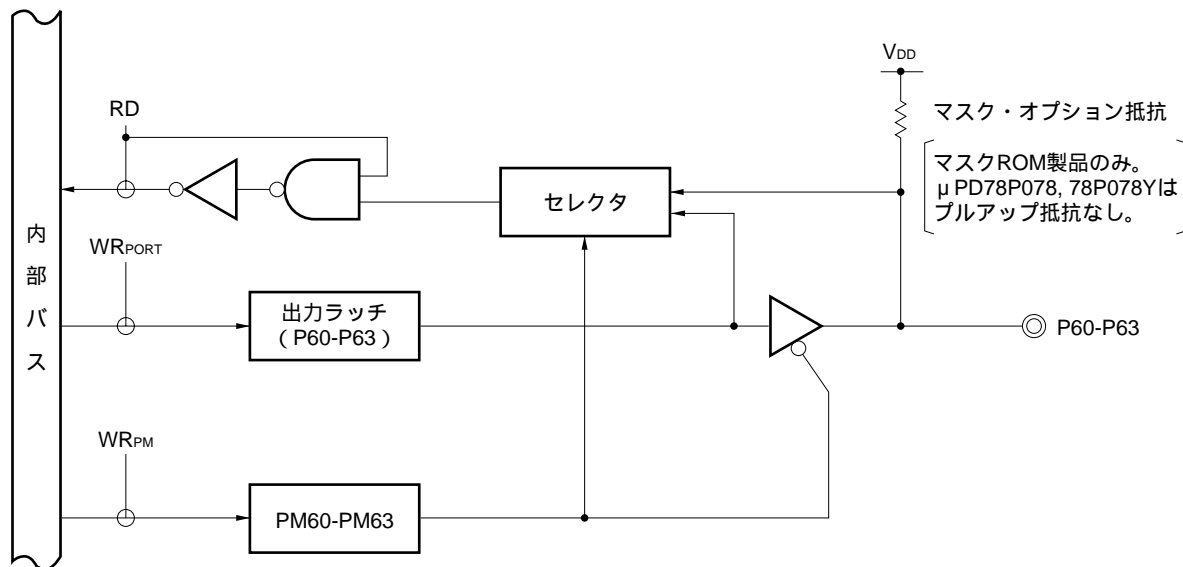 VDD
RD
マスク・オプション抵抗
マスクROM製品のみ。
μPD78P078, 78P078Yは
プルアップ抵抗なし。
セレクタ
内部バス
WRPORT
出力ラッチ
（P60-P63）
P60-P63
WRPM
PM60-PM63